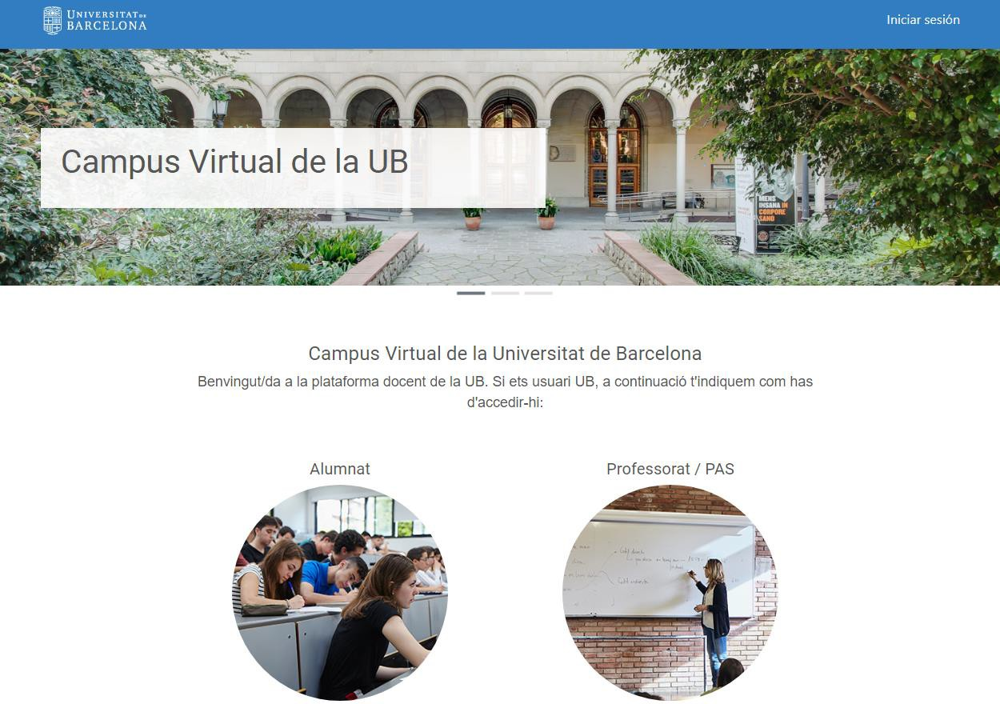 UNIVERSITAT DE
BARCELONA
Iniciar sesión
Campus Virtual de la UB
MENS
INSANA IN
CORPORE
SANO
Campus Virtual de la Universitat de Barcelona
Benvingut/da a la plataforma docent de la UB. Si ets usuari UB, a continuació t'indiquem com has
d'accedir-hi:
Alumnat
Professorat / PAS